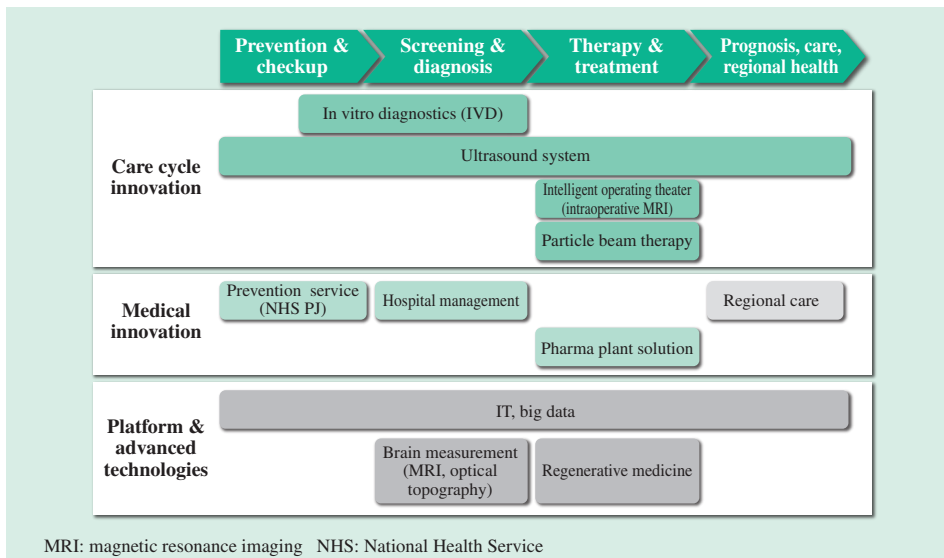 Prevention &
checkup
Screening &
diagnosis
Therapy &
treatment
Prognosis, care,
regional health
Care cycle
innovation
In vitro diagnostics (IVD)
Ultrasound system
Intelligent operating theater
(intraoperative MRI)
Particle beam therapy
Medical
innovation
Prevention service
(NHS PJ)
Hospital management
Regional care
Pharma plant solution
Platform &
advanced
technologies
IT, big data
Brain measurement
(MRI, optical
topography)
Regenerative medicine
MRI: magnetic resonance imaging NHS: National Health Service